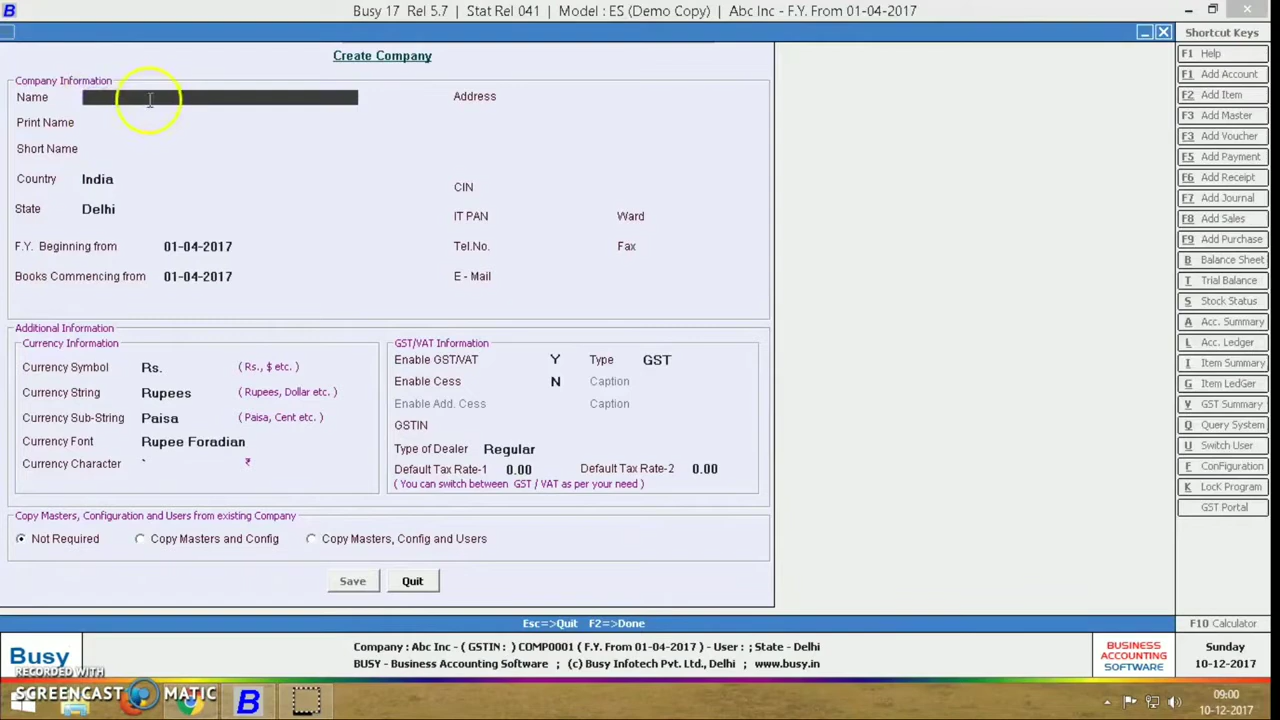 Busy 17 Rel 5.7 | Stat Rel 041 | Model : ES (Demo Copy) | Abc Inc - F.Y. From 01-04-2017
Create Company
Company Information
Name
Address
Print Name
Short Name
Country India
CIN
State Delhi
IT PAN Ward
F.Y. Beginning from 01-04-2017
Tel.No. Fax
Books Commencing from 01-04-2017
E - Mail
Additional Information
Currency Information
Currency Symbol Rs. ( Rs., $ etc. )
Currency String Rupees ( Rupees, Dollar etc. )
Currency Sub-String Paisa ( Paisa, Cent etc. )
Currency Font Rupee Foradian
Currency Character ` ₹
GST/VAT Information
Enable GST/VAT Y Type GST
Enable Cess N Caption
Enable Add. Cess Caption
GSTIN
Type of Dealer Regular
Default Tax Rate-1 0.00 Default Tax Rate-2 0.00
( You can switch between GST / VAT as per your need )
Copy Masters, Configuration and Users from existing Company
Not Required Copy Masters and Config Copy Masters, Config and Users
Save Quit
Shortcut Keys
F1 Help
F1 Add Account
F2 Add Item
F3 Add Master
F3 Add Voucher
F5 Add Payment
F6 Add Receipt
F7 Add Journal
F8 Add Sales
F9 Add Purchase
B Balance Sheet
T Trial Balance
S Stock Status
A Acc. Summary
L Acc. Ledger
I Item Summary
G Item LedGer
V GST Summary
Q Query System
U Switch User
F Configuration
K LocK Program
GST Portal
Esc=>Quit F2=>Done
F10 Calculator
Busy
Company : Abc Inc - ( GSTIN : ) COMP0001 ( F.Y. From 01-04-2017 ) - User : ; State - Delhi
BUSY - Business Accounting Software ; (c) Busy Infotech Pvt. Ltd., Delhi ; www.busy.in
BUSINESS
ACCOUNTING
SOFTWARE
Sunday
10-12-2017
RECORDED WITH
SCREENCAST MATIC
B
09:00
10-12-2017